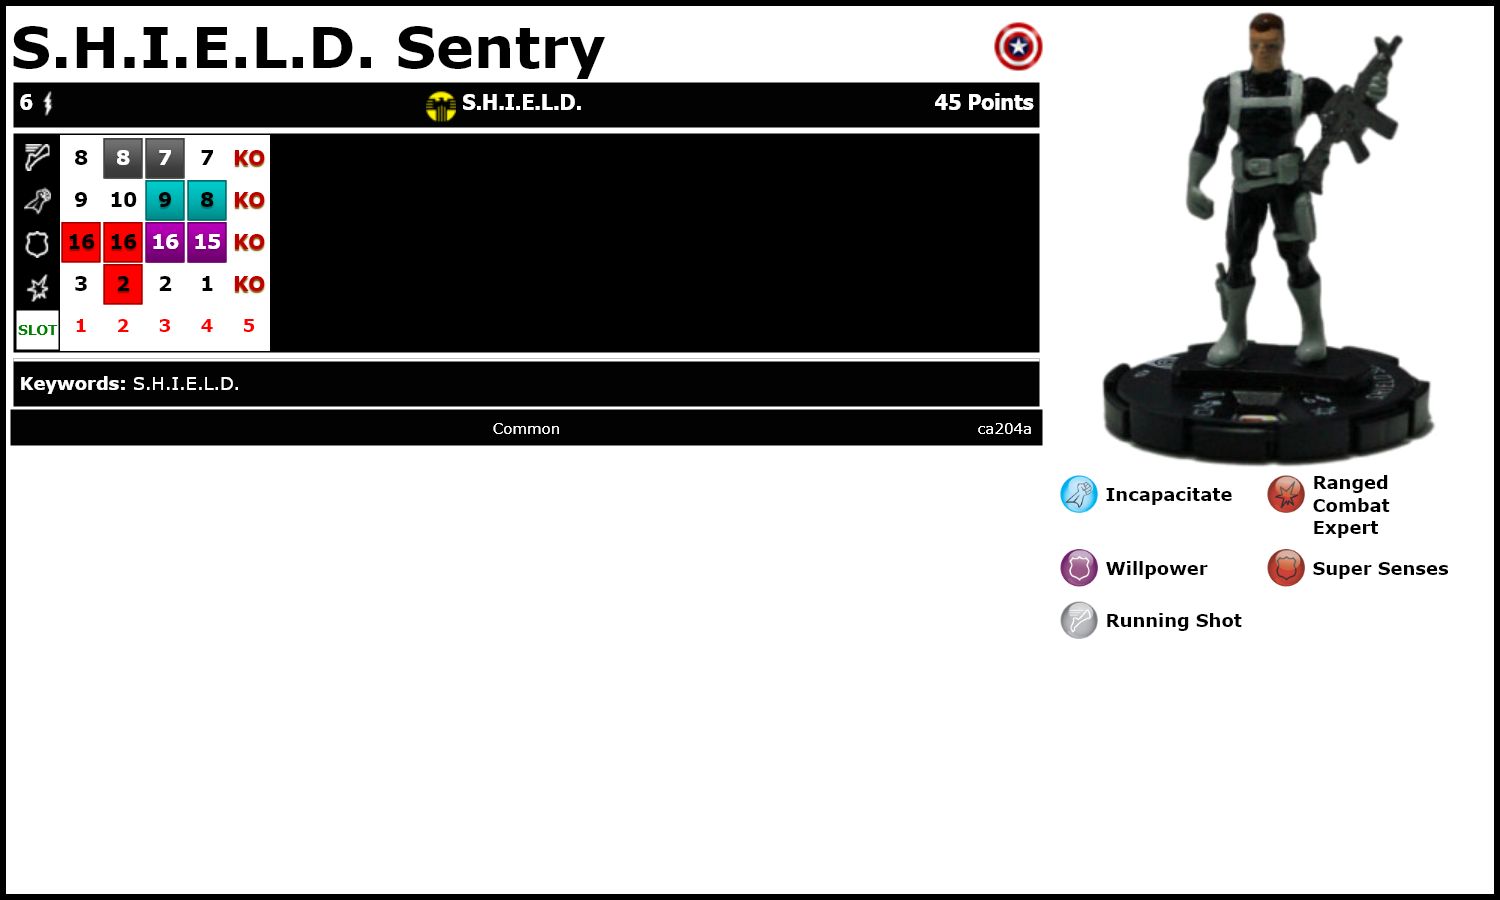 S.H.I.E.L.D. Sentry
6 S.H.I.E.L.D. 45 Points
8 8 7 7 KO
9 10 9 8 KO
16 16 16 15 KO
3 2 2 1 KO
SLOT 1 2 3 4 5
Keywords: S.H.I.E.L.D.
Common ca204a
Incapacitate
Ranged
Combat
Expert
Willpower
Super Senses
Running Shot